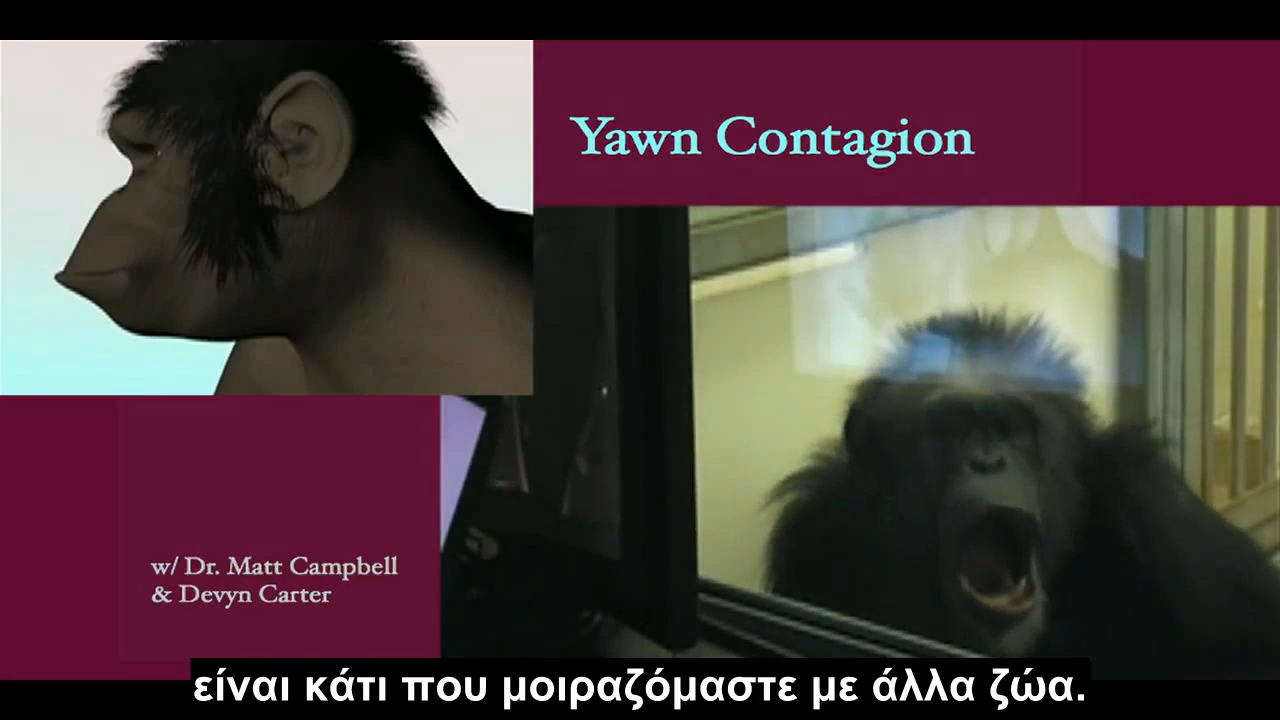 Yawn Contagion
w/ Dr. Matt Campbell
& Devyn Carter
είναι κάτι που μοιραζόμαστε με άλλα ζώα.